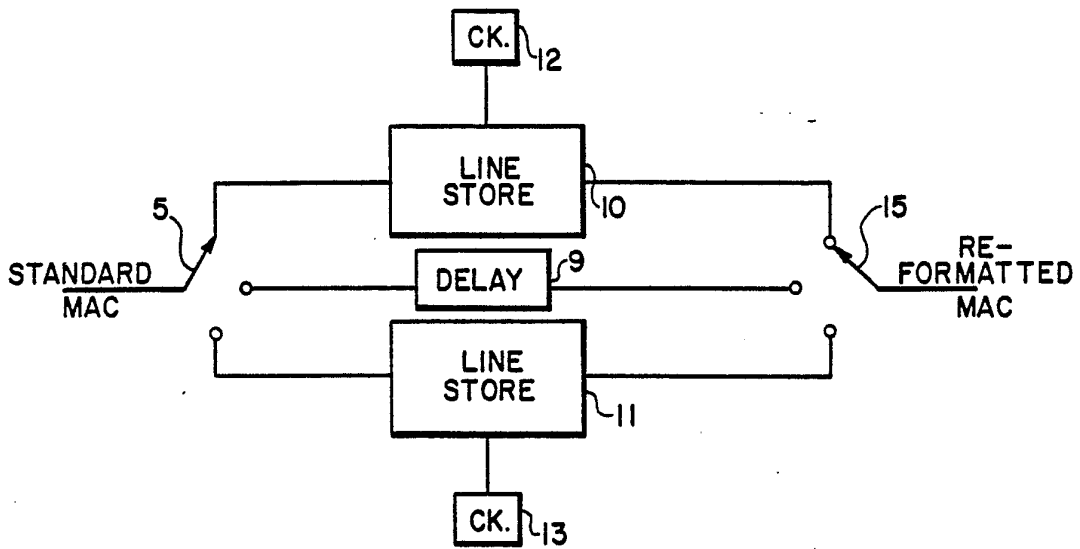 CK.
12
LINE
STORE
10
5
15
STANDARD
MAC
DELAY
9
RE-
FORMATTED
MAC
LINE
STORE
11
CK.
13